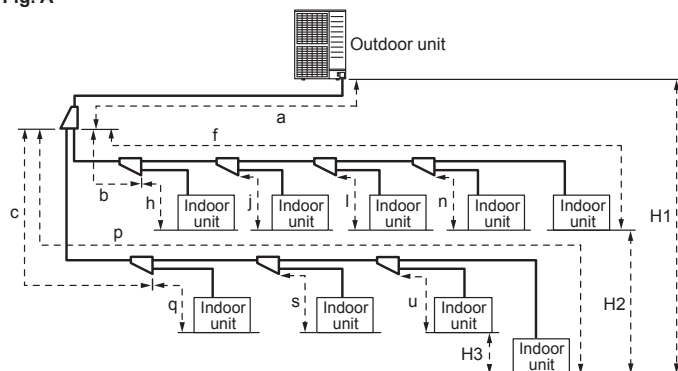 Fig. A
Outdoor unit
a
f
b
h
j
l
n
Indoor unit
Indoor unit
Indoor unit
Indoor unit
Indoor unit
c
p
H1
H2
q
s
u
Indoor unit
Indoor unit
Indoor unit
H3
Indoor unit